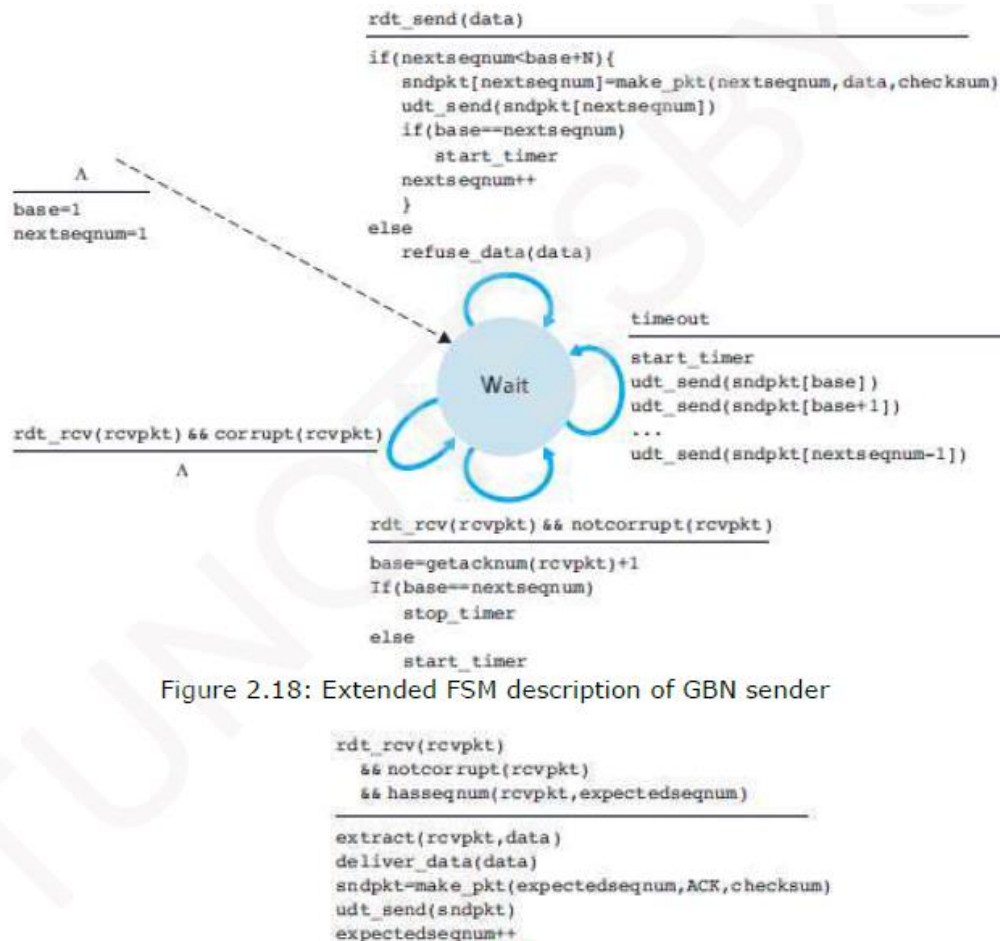 rdt_send(data)
if(nextseqnum<base+N){
sndpkt[nextseqnum]=make_pkt(nextseqnum,data,checksum)
udt_send(sndpkt[nextseqnum])
if(base==nextseqnum)
start_timer
nextseqnum++
}
else
refuse_data(data)
Λ
base=1
nextseqnum=1
Wait
timeout
start_timer
udt_send(sndpkt[base])
udt_send(sndpkt[base+1])
...
udt_send(sndpkt[nextseqnum-1])
rdt_rcv(rcvpkt) && corrupt(rcvpkt)
Λ
rdt_rcv(rcvpkt) && notcorrupt(rcvpkt)
base=getacknum(rcvpkt)+1
If(base==nextseqnum)
stop_timer
else
start_timer
Figure 2.18: Extended FSM description of GBN sender
rdt_rcv(rcvpkt)
&& notcorrupt(rcvpkt)
&& hasseqnum(rcvpkt,expectedseqnum)
extract(rcvpkt,data)
deliver_data(data)
sndpkt=make_pkt(expectedseqnum,ACK,checksum)
udt_send(sndpkt)
expectedseqnum++